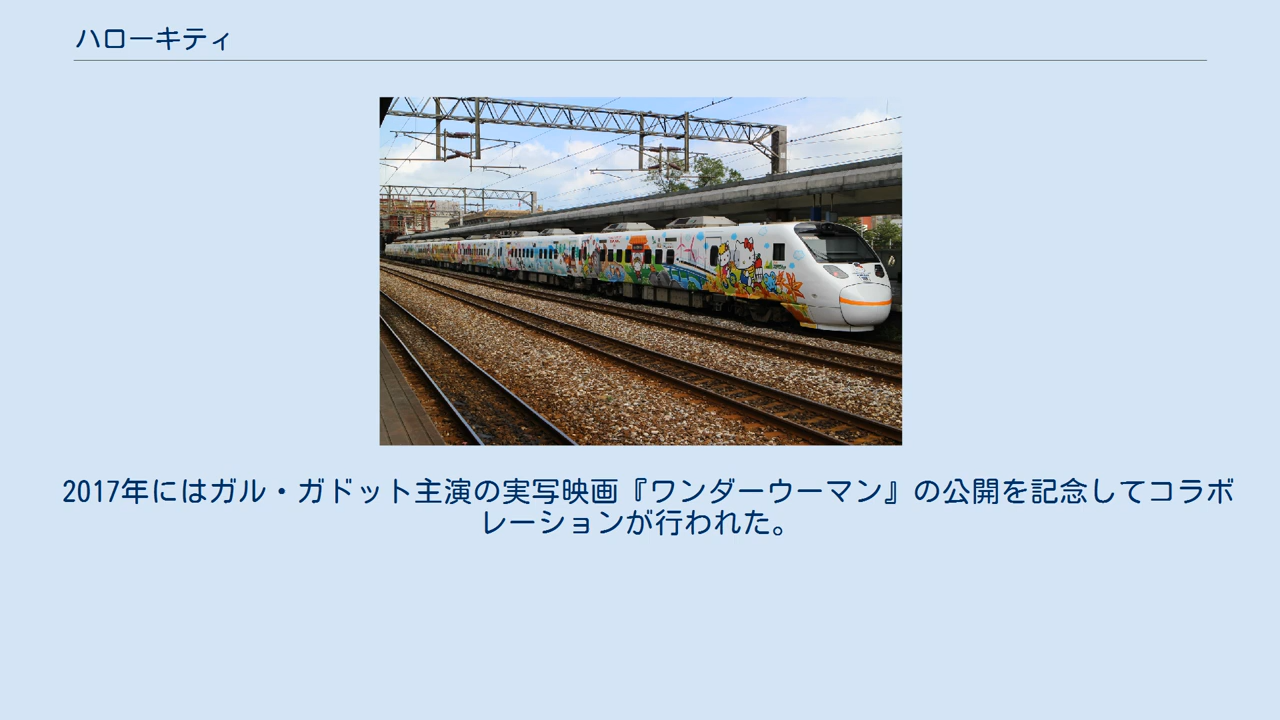 ハローキティ
2017年にはガル・ガドット主演の実写映画『ワンダーウーマン』の公開を記念してコラボ
レーションが行われた。